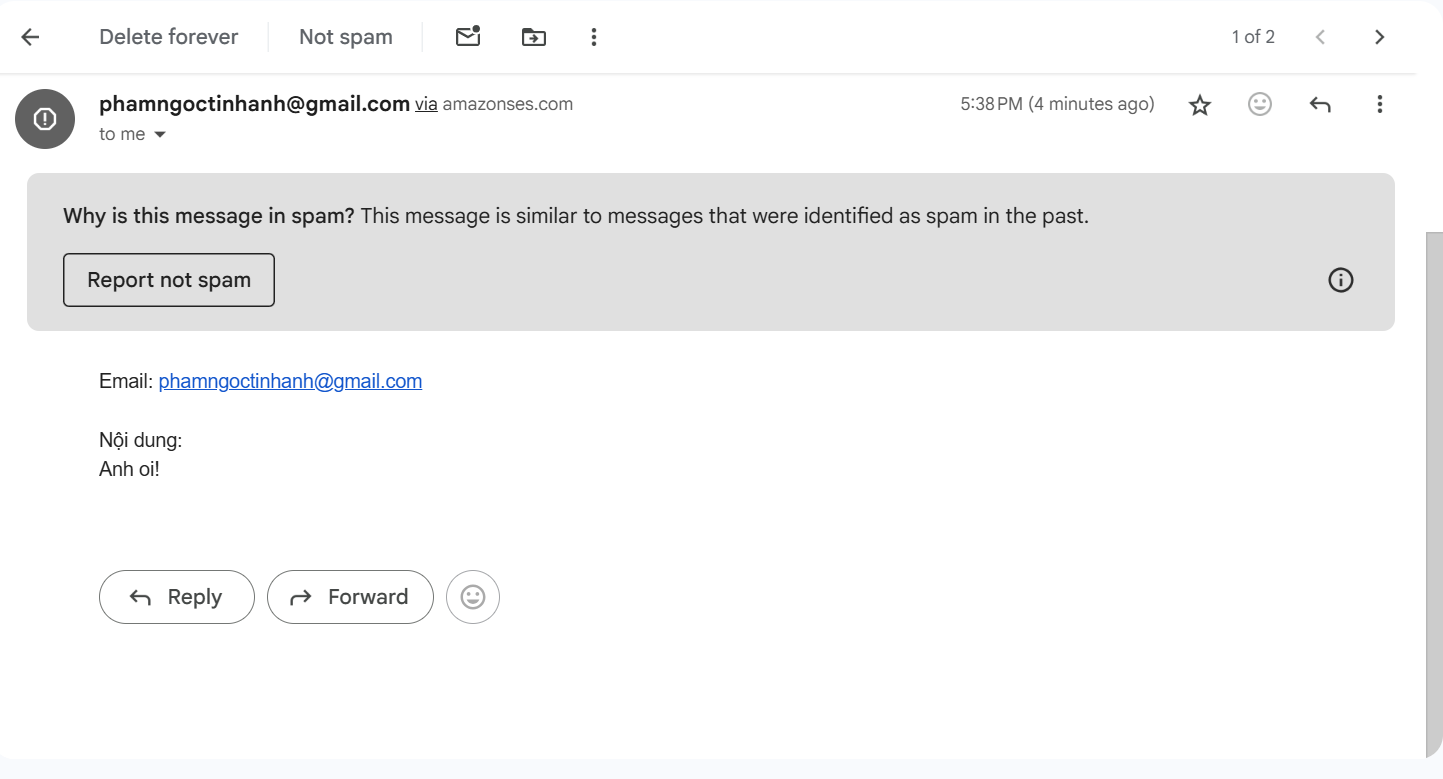 Delete forever Not spam 1 of 2
phamngoctinhanh@gmail.com via amazonses.com 5:38 PM (4 minutes ago)
to me
Why is this message in spam? This message is similar to messages that were identified as spam in the past.
Report not spam
Email: phamngoctinhanh@gmail.com
Nội dung:
Anh oi!
Reply Forward